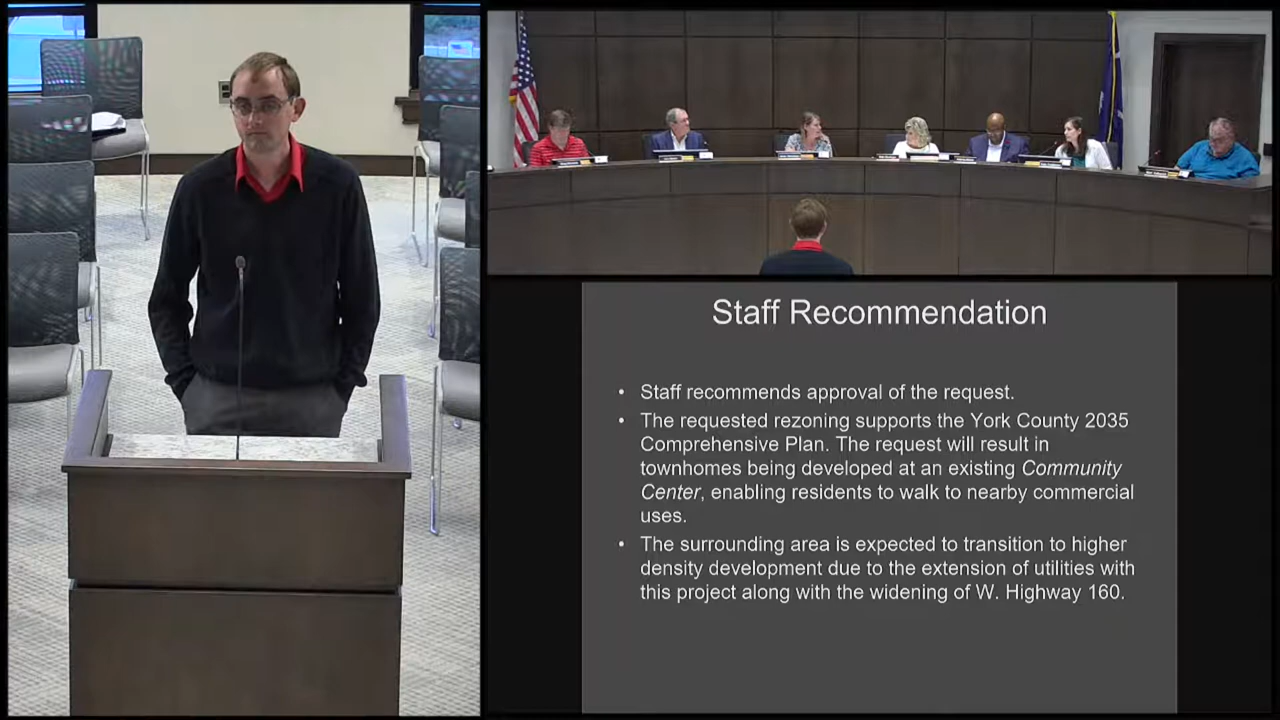 Staff Recommendation
• Staff recommends approval of the request.
• The requested rezoning supports the York County 2035
Comprehensive Plan. The request will result in
townhomes being developed at an existing Community
Center, enabling residents to walk to nearby commercial
uses.
• The surrounding area is expected to transition to higher
density development due to the extension of utilities with
this project along with the widening of W. Highway 160.